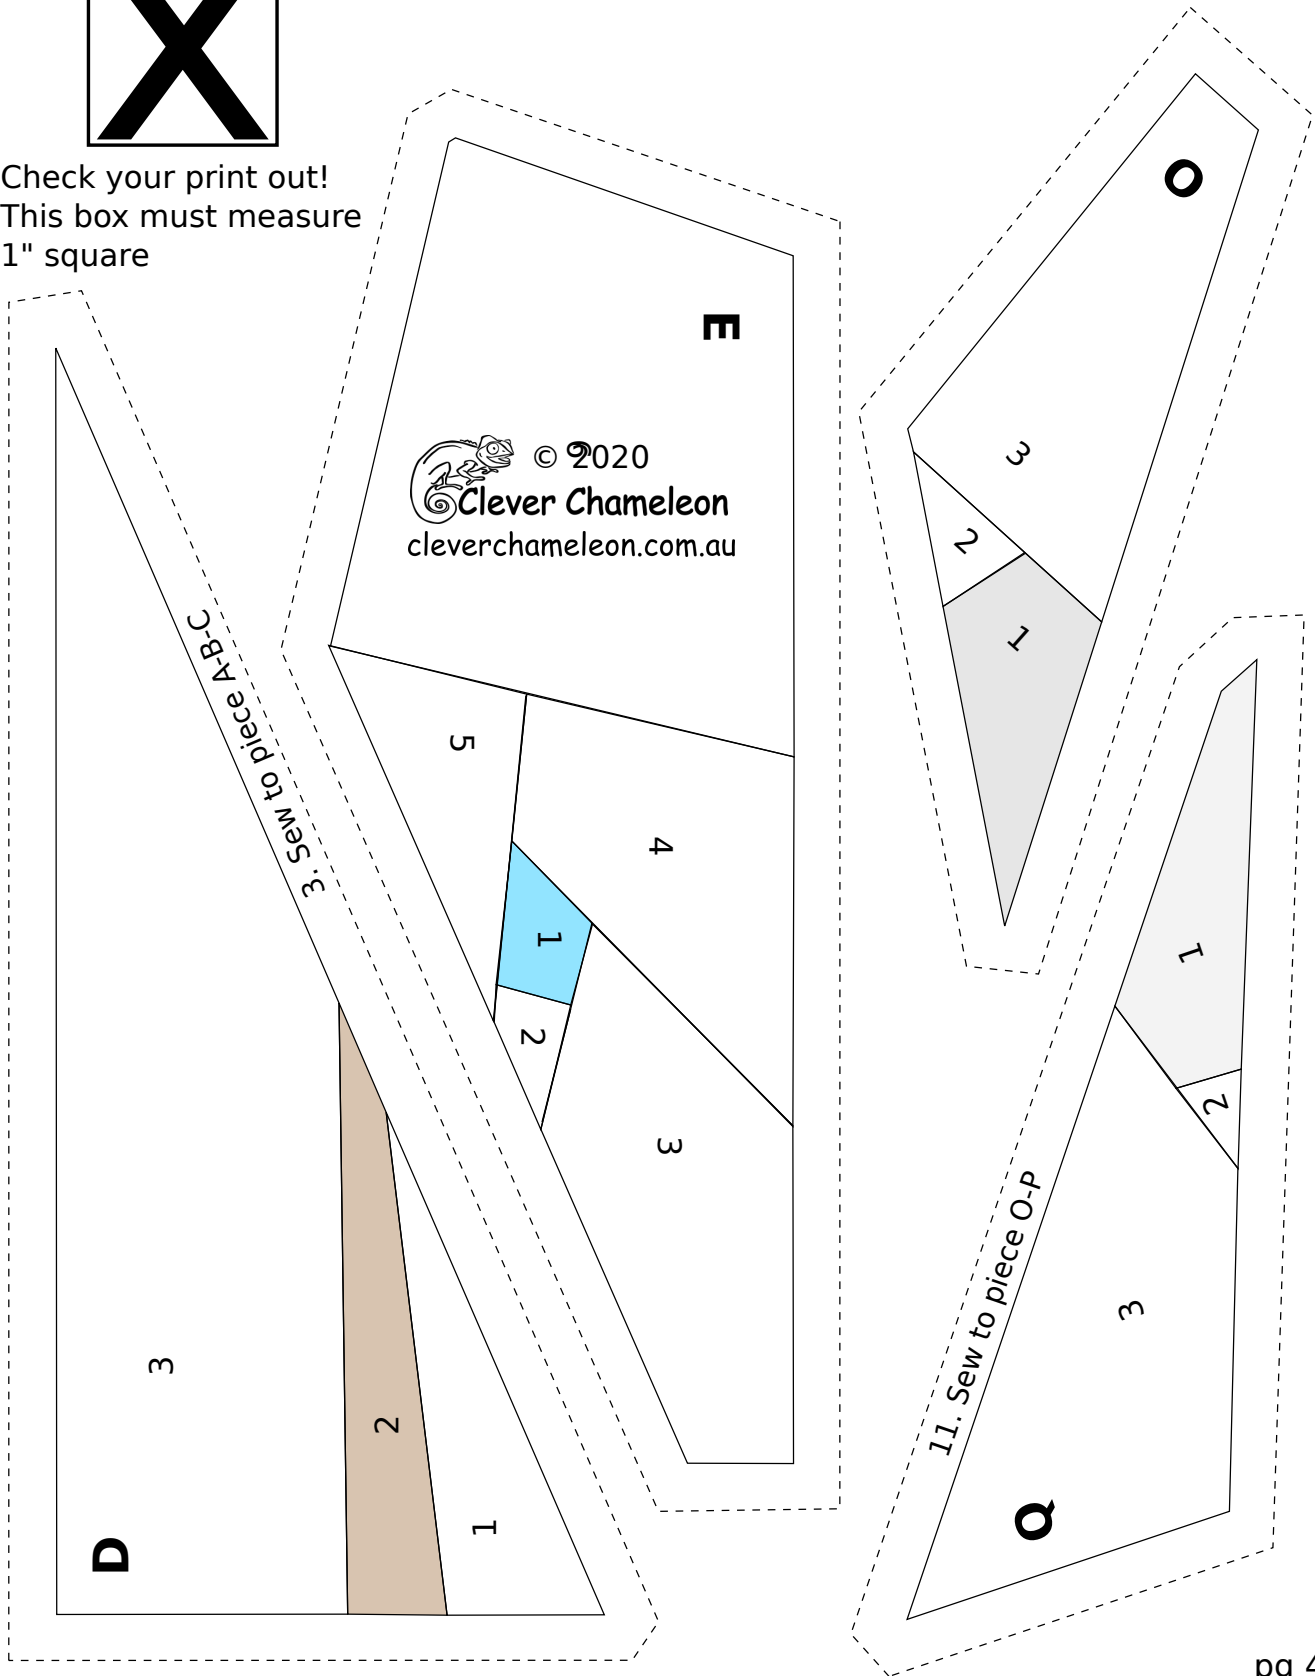 X
Check your print out!
This box must measure
1" square
O
3
2
1
E
© 2020
Clever Chameleon
cleverchameleon.com.au
5
4
1
2
3
3. Sew to piece A-B-C
3
2
1
D
1
2
3
11. Sew to piece O-P
Q
pg 4